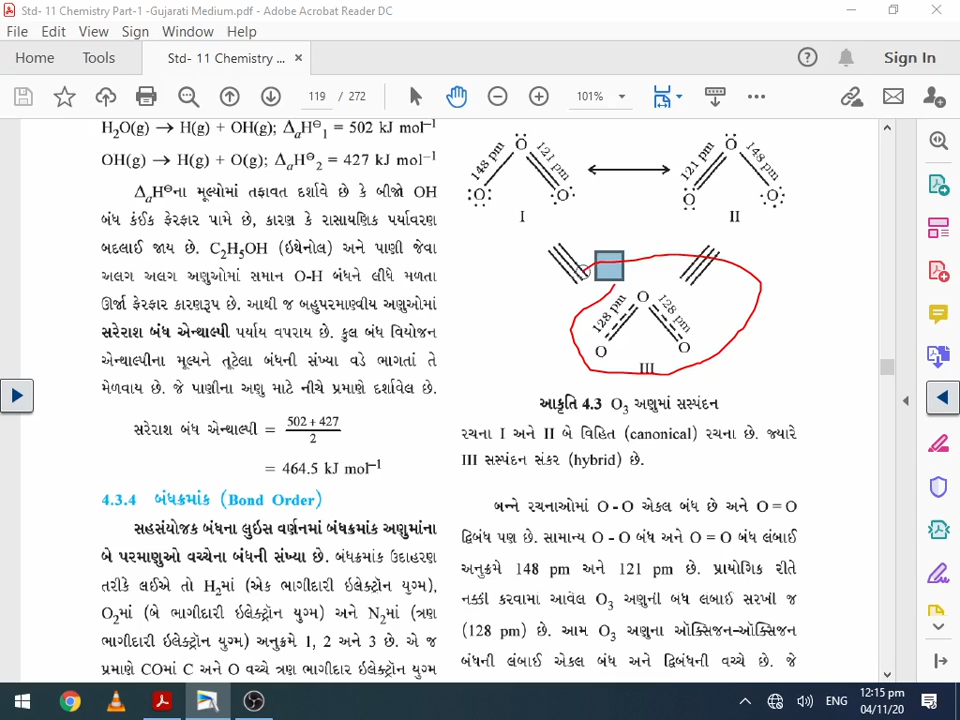 Std- 11 Chemistry Part-1 -Gujarati Medium.pdf - Adobe Acrobat Reader DC
File Edit View Sign Window Help
Home Tools Std- 11 Chemistry ... × Sign In
119 / 272 101%
H₂O(g) → H(g) + OH(g); ΔₐH⊖₁ = 502 kJ mol⁻¹
OH(g) → H(g) + O(g); ΔₐH⊖₂ = 427 kJ mol⁻¹
ΔₐH⊖ના મૂલ્યોમાં તફાવત દર્શાવે છે કે બીજો OH
બંધ કંઈક ફેરફાર પામે છે, કારણ કે રાસાયણિક પર્યાવરણ
બદલાઈ જાય છે. C₂H₅OH (ઇથેનોલ) અને પાણી જેવા
અલગ અલગ અણુઓમાં સમાન O-H બંધને લીધે મળતા
ઊર્જા ફેરફાર કારણરૂપ છે. આથી જ બહુપરમાણ્વીય અણુઓમાં
સરેરાશ બંધ એન્થાલ્પી પર્યાય વપરાય છે. કુલ બંધ વિયોજન
એન્થાલ્પીના મૂલ્યને તૂટેલા બંધની સંખ્યા વડે ભાગતાં તે
મેળવાય છે. જે પાણીના અણુ માટે નીચે પ્રમાણે દર્શાવેલ છે.
સરેરાશ બંધ એન્થાલ્પી = 502 + 427 / 2
= 464.5 kJ mol⁻¹
4.3.4 બંધક્રમાંક (Bond Order)
સહસંયોજક બંધના લુઇસ વર્ણનમાં બંધક્રમાંક અણુમાંના
બે પરમાણુઓ વચ્ચેના બંધની સંખ્યા છે. બંધક્રમાંક ઉદાહરણ
તરીકે લઈએ તો H₂માં (એક ભાગીદારી ઇલેક્ટ્રૉન યુગ્મ),
O₂માં (બે ભાગીદારી ઇલેક્ટ્રૉન યુગ્મ) અને N₂માં (ત્રણ
ભાગીદારી ઇલેક્ટ્રૉન યુગ્મ) અનુક્રમે 1, 2 અને 3 છે. એ જ
પ્રમાણે COમાં C અને O વચ્ચે ત્રણ ભાગીદાર ઇલેક્ટ્રૉન યુગ્મ
O O
148 pm 121 pm 121 pm 148 pm
O O O O
I II
O
128 pm 128 pm
O O
III
આકૃતિ 4.3 O₃ અણુમાં સસ્પંદન
રચના I અને II બે વિહિત (canonical) રચના છે. જ્યારે
III સસ્પંદન સંકર (hybrid) છે.
બન્ને રચનાઓમાં O - O એકલ બંધ છે અને O = O
દ્વિબંધ પણ છે. સામાન્ય O - O બંધ અને O = O બંધ લંબાઈ
અનુક્રમે 148 pm અને 121 pm છે. પ્રાયોગિક રીતે
નક્કી કરવામાં આવેલ O₃ અણુની બંધ લંબાઈ સરખી જ
(128 pm) છે. આમ O₃ અણુના ઑક્સિજન-ઑક્સિજન
બંધની લંબાઈ એકલ બંધ અને દ્વિબંધની વચ્ચે છે. જે
ENG
12:15 pm
04/11/20